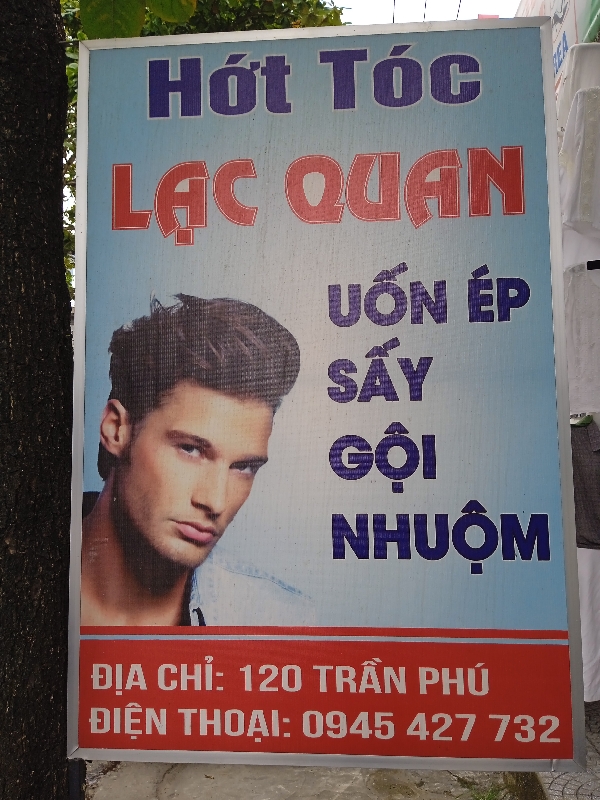 Hớt Tóc
LẠC QUAN
UỐN ÉP
SẤY
GỘI
NHUỘM
ĐỊA CHỈ: 120 TRẦN PHÚ
ĐIỆN THOẠI: 0945 427 732